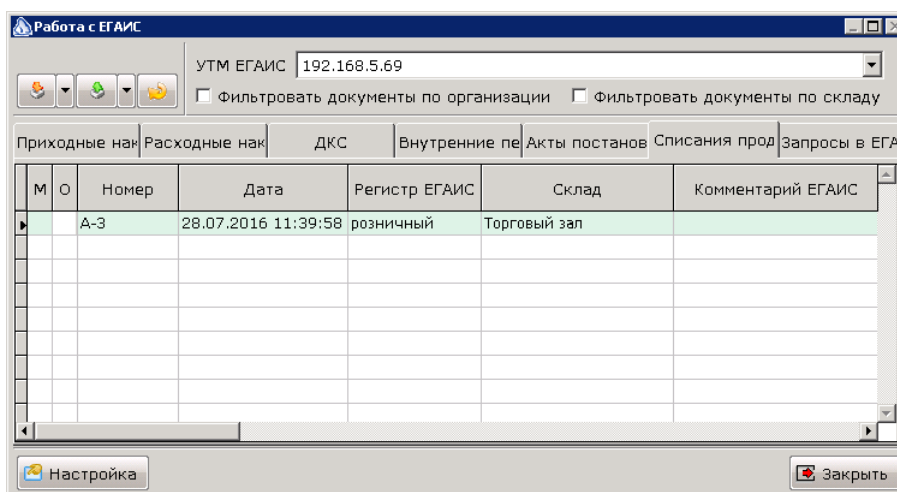 Работа с ЕГАИС
УТМ ЕГАИС 192.168.5.69
Фильтровать документы по организации Фильтровать документы по складу
Приходные нак Расходные нак ДКС Внутренние пе Акты постанов Списания прод Запросы в ЕГА
М О Номер Дата Регистр ЕГАИС Склад Комментарий ЕГАИС
А-3 28.07.2016 11:39:58 розничный Торговый зал
Настройка Закрыть